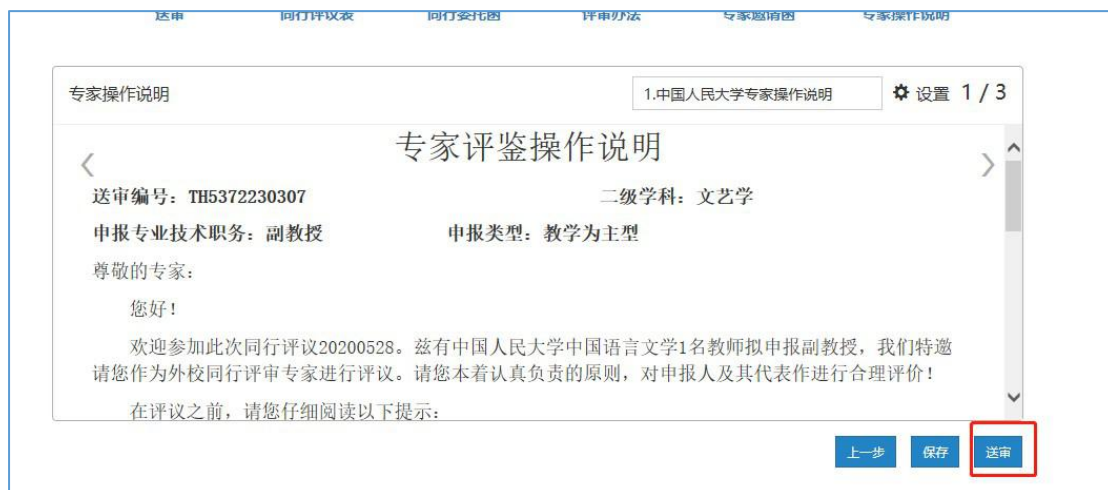 送审 同行评议表 同行委托函 评审办法 专家邀请函 专家操作说明
专家操作说明 1.中国人民大学专家操作说明 设置 1 / 3
专家评鉴操作说明
送审编号：TH5372230307 二级学科：文艺学
申报专业技术职务：副教授 申报类型：教学为主型
尊敬的专家：
您好！
欢迎参加此次同行评议20200528。兹有中国人民大学中国语言文学1名教师拟申报副教授，我们特邀
请您作为外校同行评审专家进行评议。请您本着认真负责的原则，对申报人及其代表作进行合理评价！
在评议之前，请您仔细阅读以下提示：
上一步 保存 送审